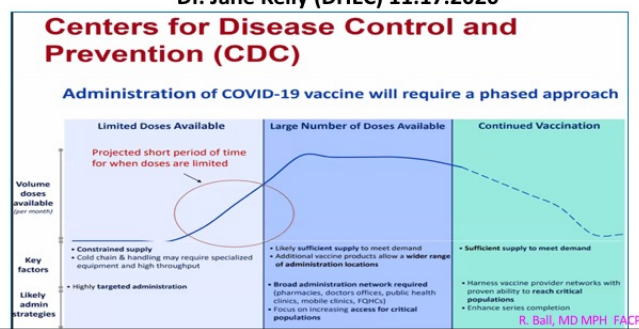 Dr. Jane Kelly (DHEC) 11.17.2020
Centers for Disease Control and
Prevention (CDC)
Administration of COVID-19 vaccine will require a phased approach
Limited Doses Available
Large Number of Doses Available
Continued Vaccination
Projected short period of time
for when doses are limited
Volume
doses
available
(per month)
Key
factors
• Constrained supply
• Cold chain & handling may require specialized
equipment and high throughput
• Likely sufficient supply to meet demand
• Additional vaccine products allow a wider range
of administration locations
• Sufficient supply to meet demand
Likely
admin
strategies
• Highly targeted administration
• Broad administration network required
(pharmacies, doctors offices, public health
clinics, mobile clinics, FQHCs)
• Focus on increasing access for critical
populations
• Harness vaccine provider networks with
proven ability to reach critical
populations
• Enhance series completion
R. Ball, MD MPH FACP